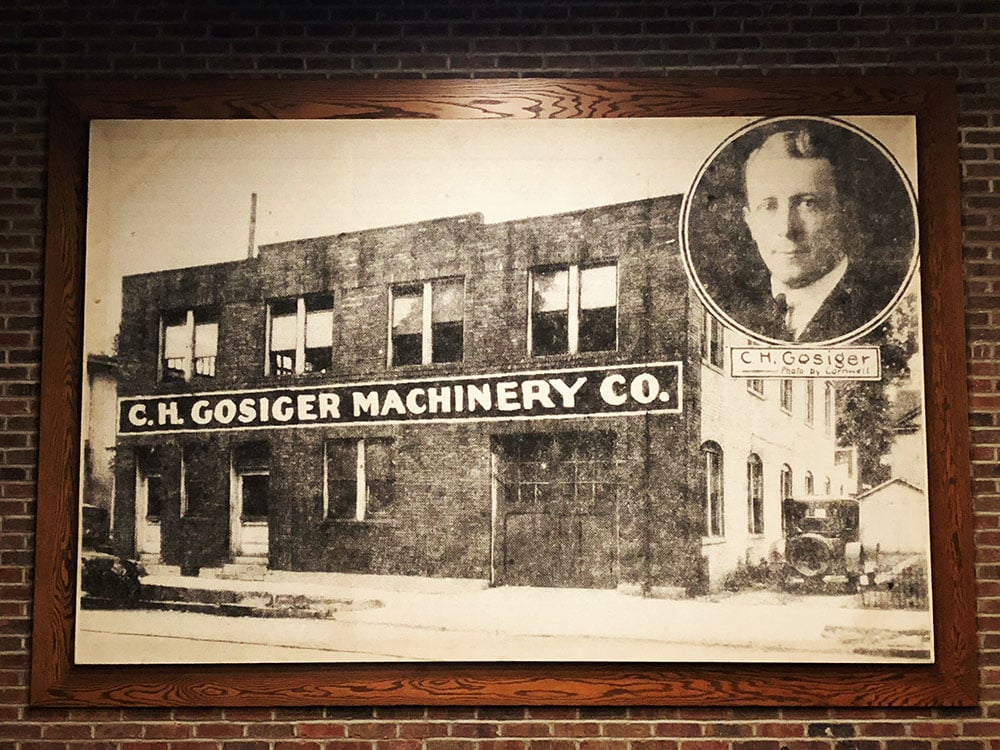 C.H. GOSIGER MACHINERY CO.
C.H. GOSIGER
Photo by Cornwell